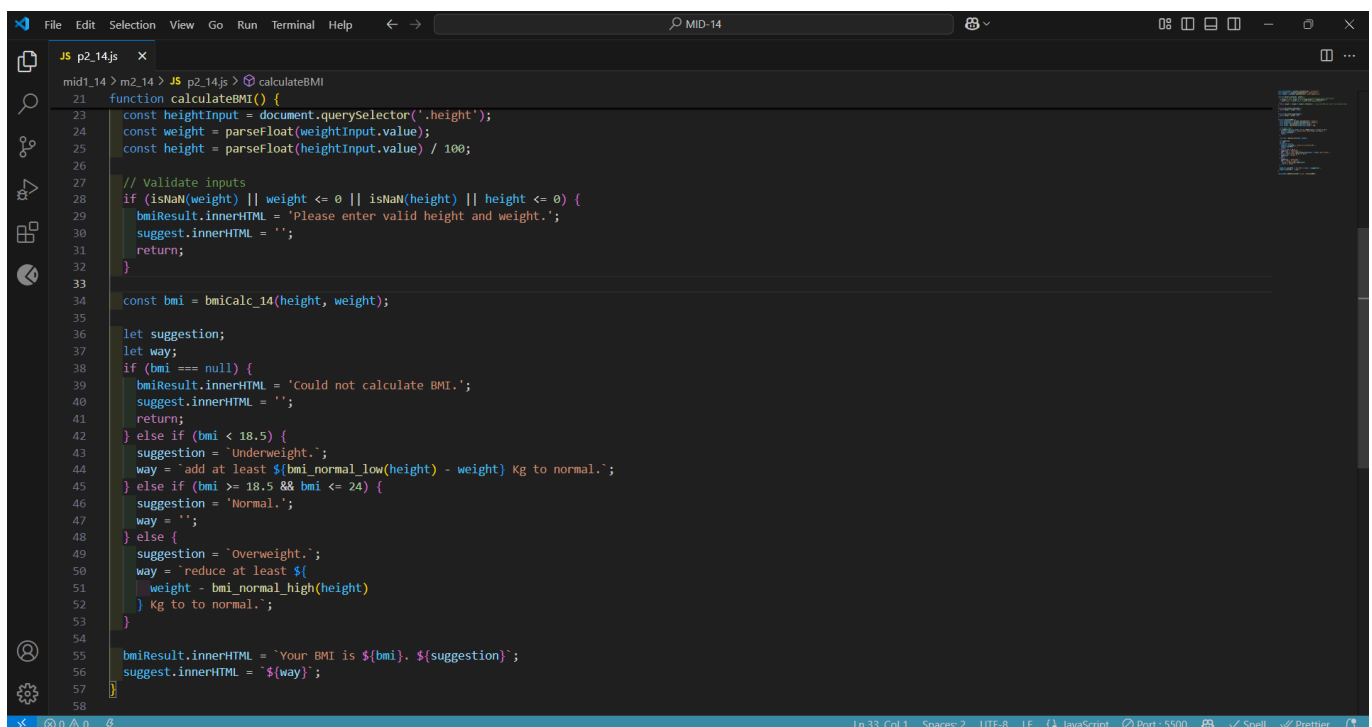 File Edit Selection View Go Run Terminal Help MID-14
JS p2_14.js
mid1_14 > m2_14 > JS p2_14.js > calculateBMI
21 function calculateBMI() {
23 const heightInput = document.querySelector('.height');
24 const weight = parseFloat(weightInput.value);
25 const height = parseFloat(heightInput.value) / 100;
26
27 // Validate inputs
28 if (isNaN(weight) || weight <= 0 || isNaN(height) || height <= 0) {
29 bmiResult.innerHTML = 'Please enter valid height and weight.';
30 suggest.innerHTML = '';
31 return;
32 }
33
34 const bmi = bmiCalc_14(height, weight);
35
36 let suggestion;
37 let way;
38 if (bmi === null) {
39 bmiResult.innerHTML = 'Could not calculate BMI.';
40 suggest.innerHTML = '';
41 return;
42 } else if (bmi < 18.5) {
43 suggestion = `Underweight.`;
44 way = `add at least ${bmi_normal_low(height) - weight} Kg to normal.`;
45 } else if (bmi >= 18.5 && bmi <= 24) {
46 suggestion = 'Normal.';
47 way = '';
48 } else {
49 suggestion = `Overweight.`;
50 way = `reduce at least ${
51 weight - bmi_normal_high(height)
52 } Kg to to normal.`;
53 }
54
55 bmiResult.innerHTML = `Your BMI is ${bmi}. ${suggestion}`;
56 suggest.innerHTML = `${way}`;
57 }
58
0 0 Ln 33, Col 1 Spaces: 2 UTF-8 LF JavaScript Port : 5500 Spell Prettier